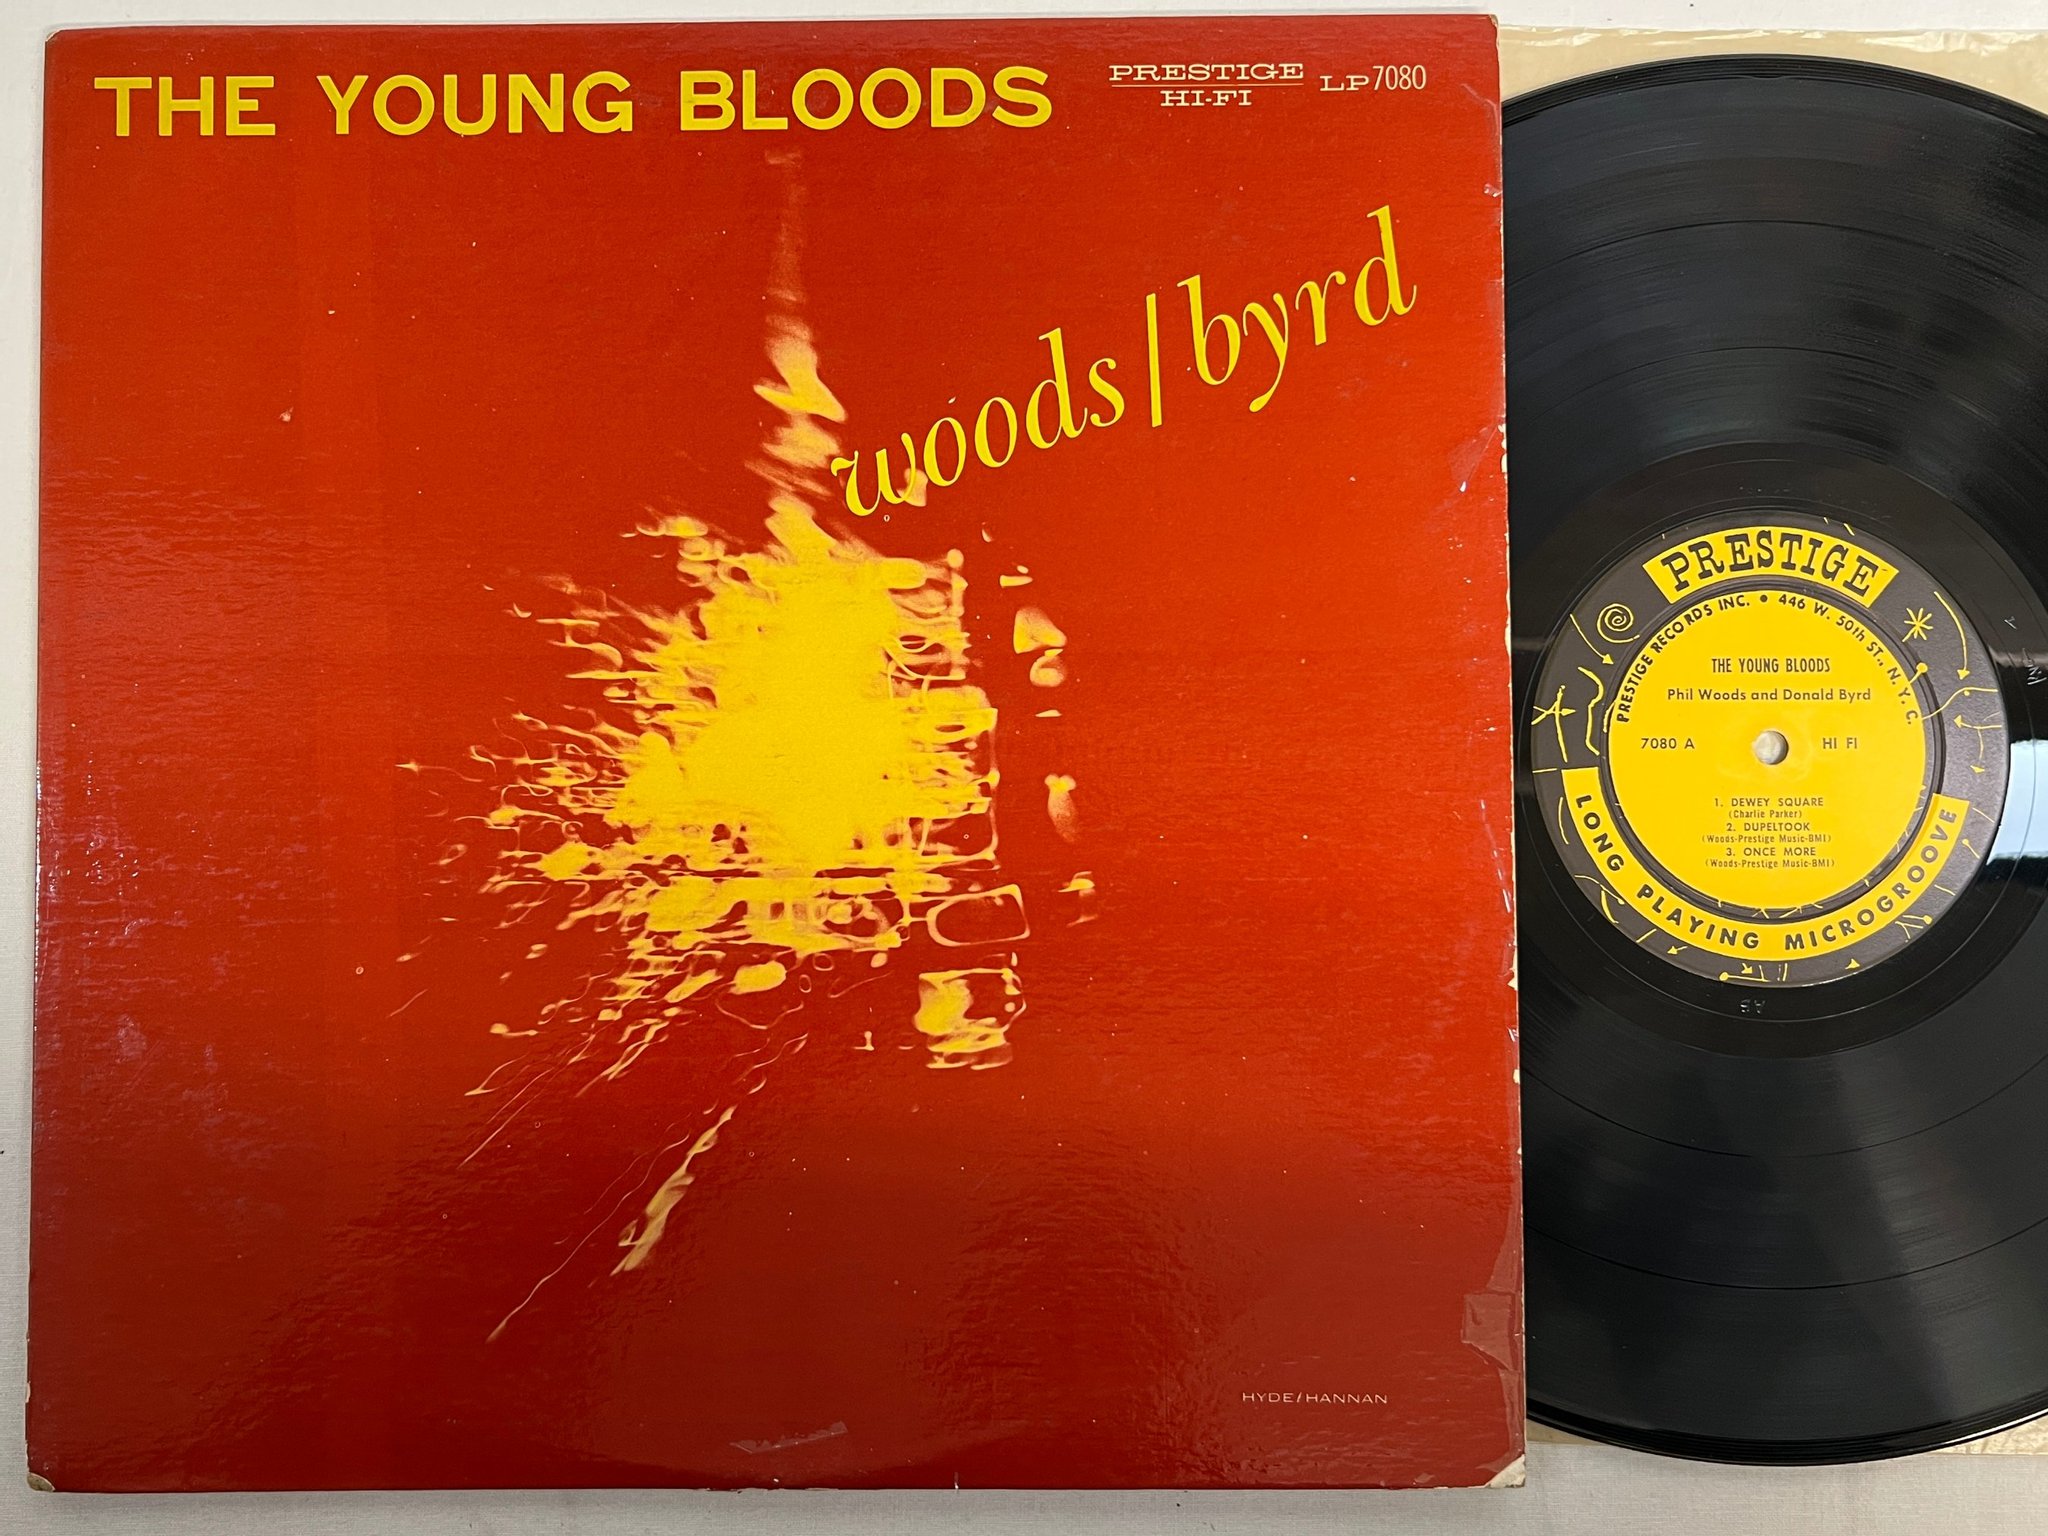 THE YOUNG BLOODS
PRESTIGE
HI-FI
LP 7080
woods/byrd
HYDE/HANNAN
PRESTIGE
PRESTIGE RECORDS INC. • 446 W. 50th ST., N. Y. C.
THE YOUNG BLOODS
Phil Woods and Donald Byrd
7080 A
HI FI
1. DEWEY SQUARE
(Charlie Parker)
2. DUPELTOOK
(Woods-Prestige Music-BMI)
3. ONCE MORE
(Woods-Prestige Music-BMI)
LONG PLAYING MICROGROOVE